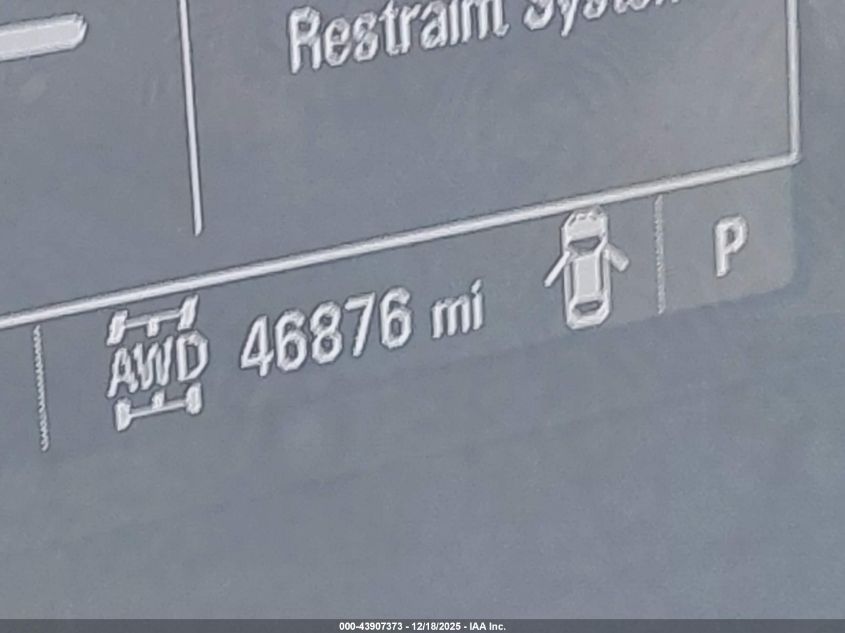 Restraint System
AWD 46876 mi P
000-43907373 - 12/18/2025 - IAA Inc.